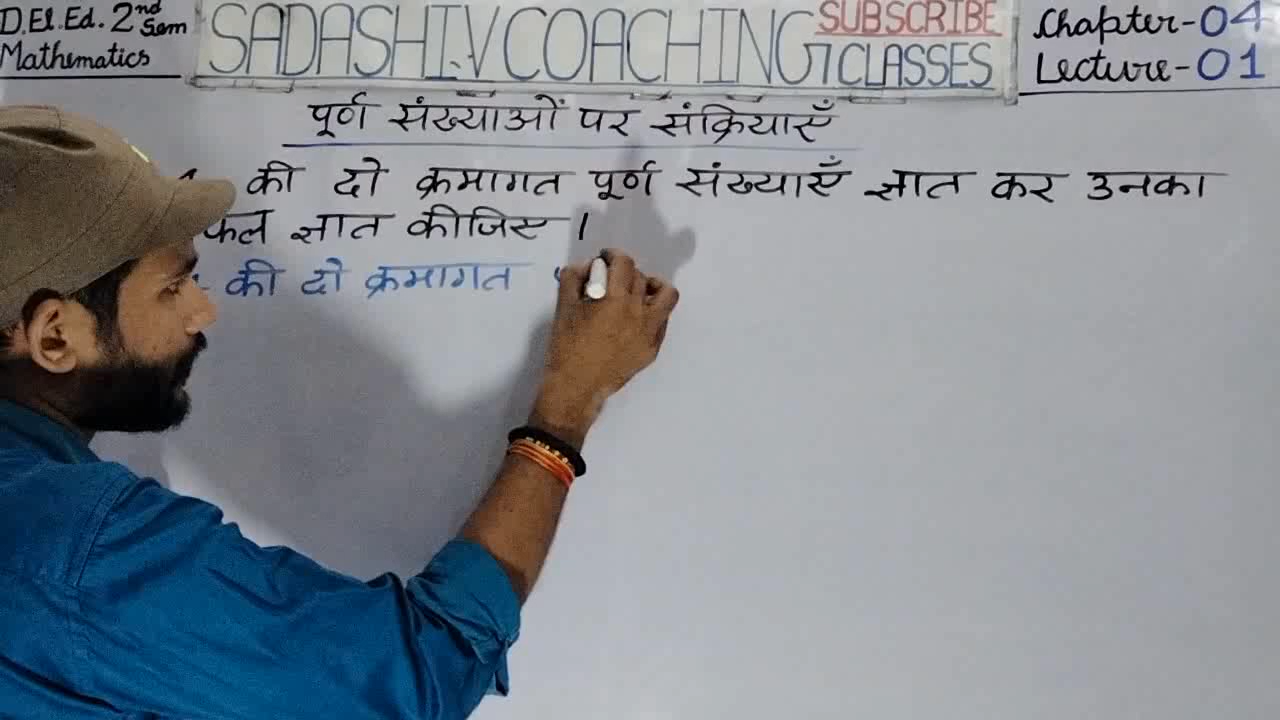 D.El.Ed. 2nd Sem
Mathematics
SADASHIV COACHING CLASSES
SUBSCRIBE
Chapter-04
Lecture-01
पूर्ण संख्याओं पर संक्रियाएँ
की दो क्रमागत पूर्ण संख्याएँ ज्ञात कर उनका
फल ज्ञात कीजिए।
की दो क्रमागत